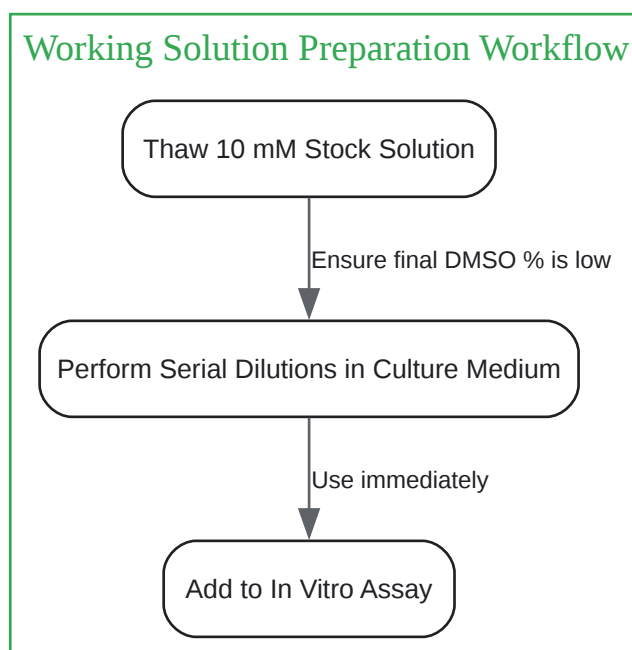 Working Solution Preparation Workflow
Thaw 10 mM Stock Solution
Ensure final DMSO % is low
Perform Serial Dilutions in Culture Medium
Use immediately
Add to In Vitro Assay